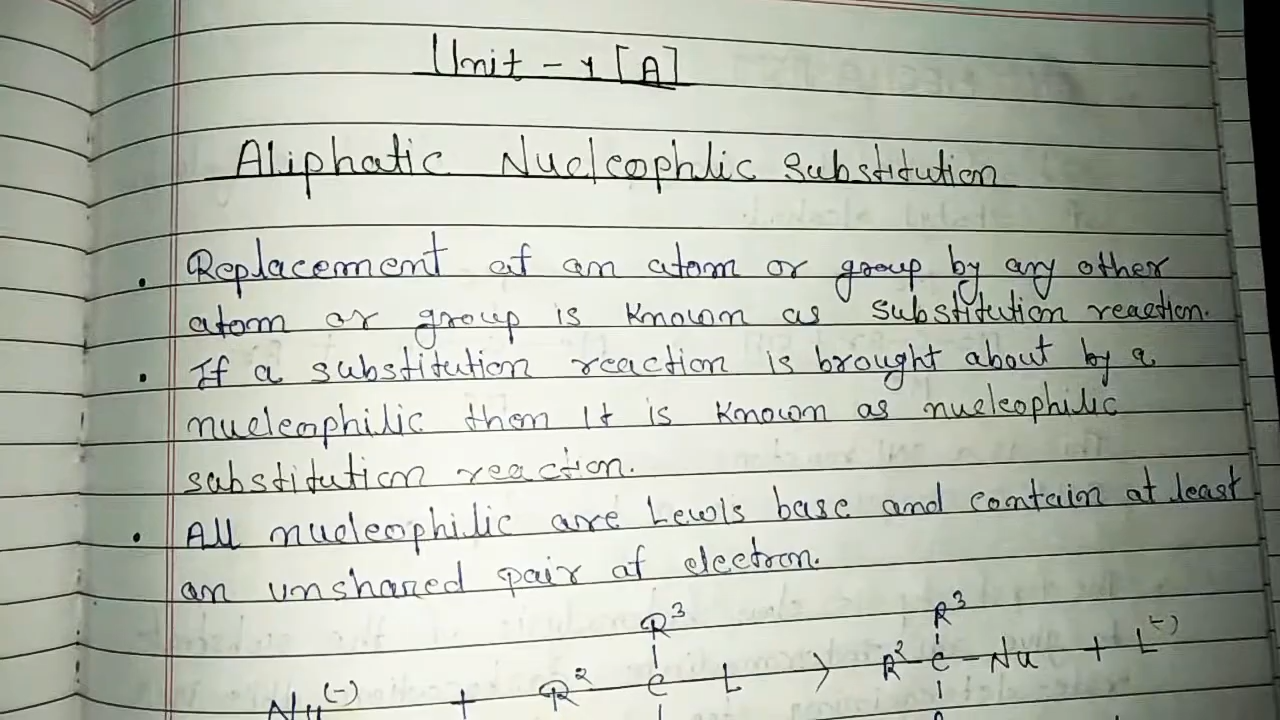 Unit - 1 [A]
Aliphatic Nucleophlic Substitution
• Replacement of an atom or group by any other
atom or group is known as substitution reaction.
• If a substitution reaction is brought about by a
nucleophilic then It is known as nucleophilic
substitution reaction.
• All nucleophilic are Lewis base and contain at least
an unshared pair of electron.
R³ R³
Nu(-) + R² C L → R² - C - Nu + L(-)